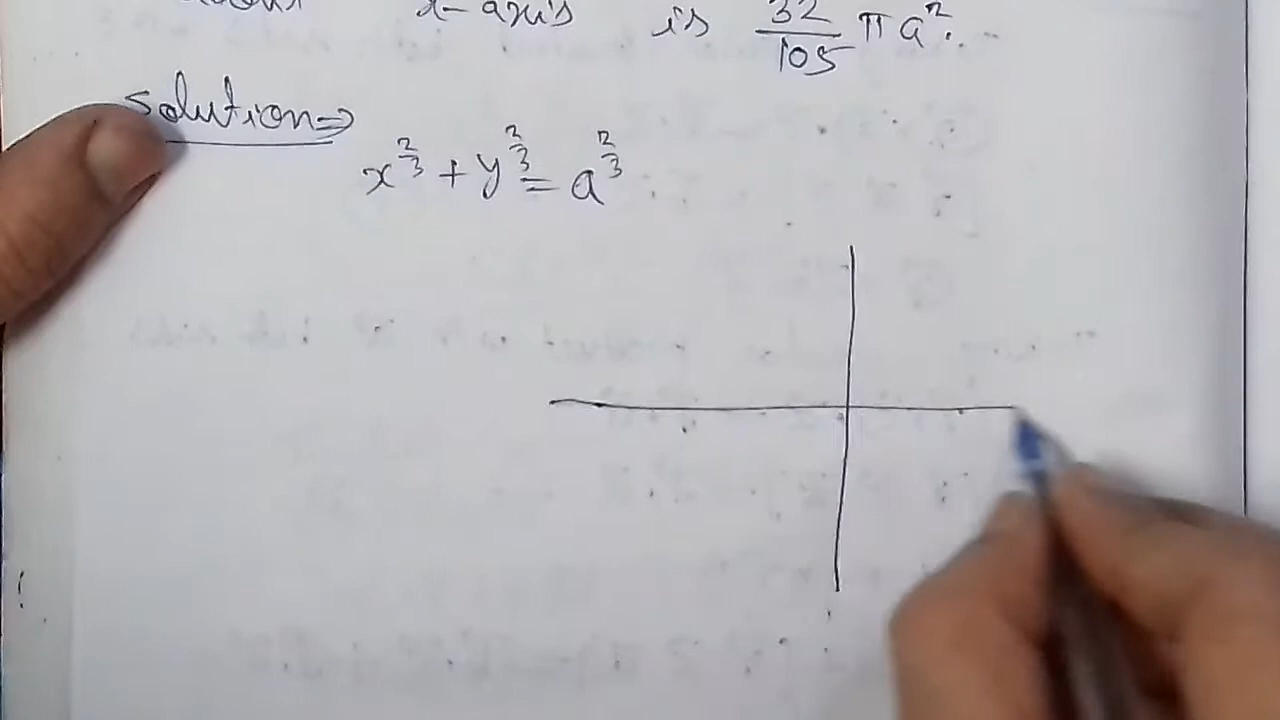 x-axis is 32/105 πa².
Solution⇒
x^(2/3) + y^(2/3) = a^(2/3)